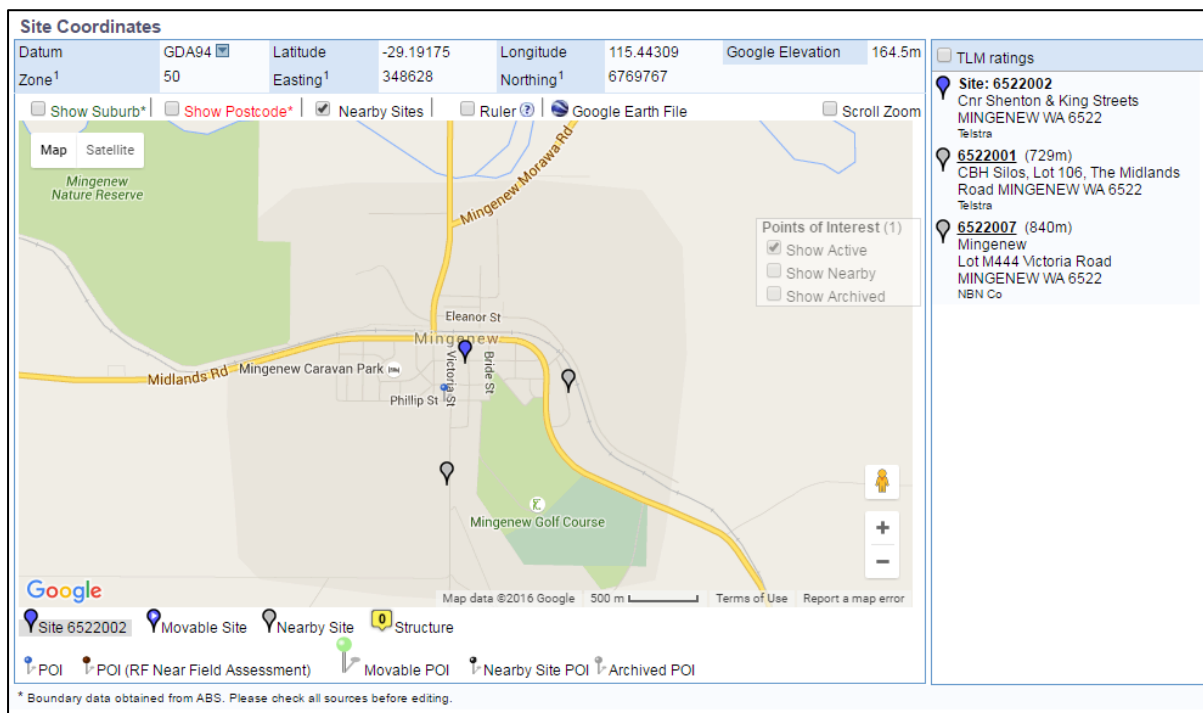 Site Coordinates
Datum GDA94 Latitude -29.19175 Longitude 115.44309 Google Elevation 164.5m
Zone1 50 Easting1 348628 Northing1 6769767
Show Suburb* Show Postcode* Nearby Sites Ruler ? Google Earth File Scroll Zoom
Map Satellite
Mingenew
Nature Reserve
Mingenew Morawa Rd
Points of Interest (1)
Show Active
Show Nearby
Show Archived
Eleanor St
Mingenew
Midlands Rd
Mingenew Caravan Park
Victoria St
Bride St
Phillip St
Mingenew Golf Course
Google
Map data ©2016 Google 500 m Terms of Use Report a map error
Site 6522002 Movable Site Nearby Site 0 Structure
POI POI (RF Near Field Assessment) Movable POI Nearby Site POI Archived POI
* Boundary data obtained from ABS. Please check all sources before editing.
TLM ratings
Site: 6522002
Cnr Shenton & King Streets
MINGENEW WA 6522
Telstra
6522001 (729m)
CBH Silos, Lot 106, The Midlands
Road MINGENEW WA 6522
Telstra
6522007 (840m)
Mingenew
Lot M444 Victoria Road
MINGENEW WA 6522
NBN Co